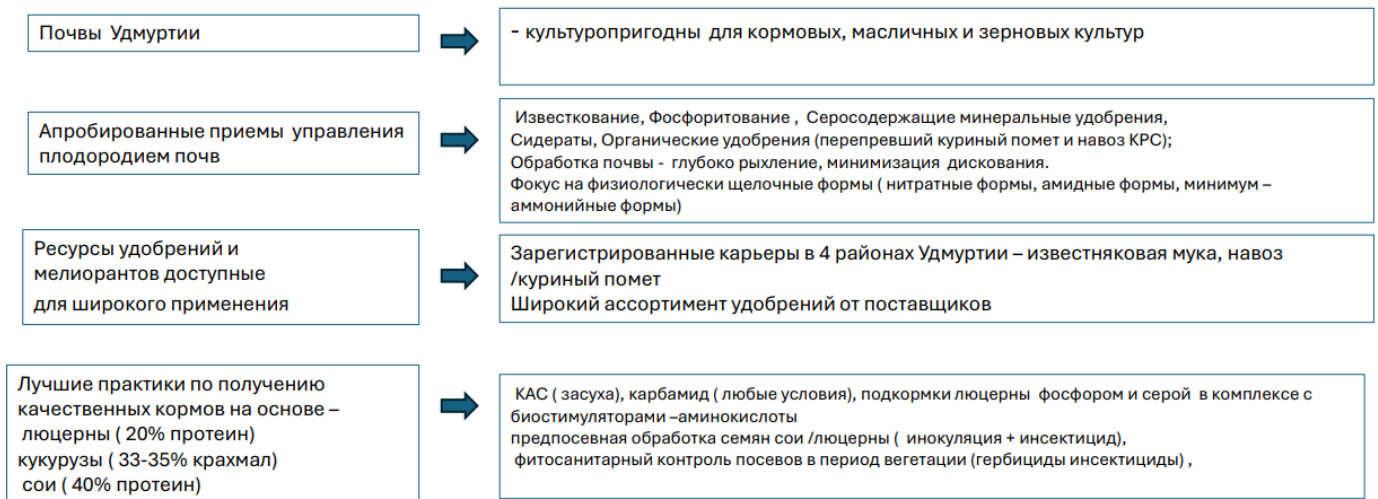 Почвы Удмуртии
- культуропригодны для кормовых, масличных и зерновых культур
Апробированные приемы управления
плодородием почв
Известкование, Фосфоритование , Серосодержащие минеральные удобрения,
Сидераты, Органические удобрения (перепревший куриный помет и навоз КРС);
Обработка почвы - глубоко рыхление, минимизация дискования.
Фокус на физиологически щелочные формы ( нитратные формы, амидные формы, минимум –
аммонийные формы)
Ресурсы удобрений и
мелиорантов доступные
для широкого применения
Зарегистрированные карьеры в 4 районах Удмуртии – известняковая мука, навоз
/куриный помет
Широкий ассортимент удобрений от поставщиков
Лучшие практики по получению
качественных кормов на основе –
люцерны ( 20% протеин)
кукурузы ( 33-35% крахмал)
сои ( 40% протеин)
КАС ( засуха), карбамид ( любые условия), подкормки люцерны фосфором и серой в комплексе с
биостимуляторами –аминокислоты
предпосевная обработка семян сои /люцерны ( инокуляция + инсектицид),
фитосанитарный контроль посевов в период вегетации (гербициды инсектициды) ,